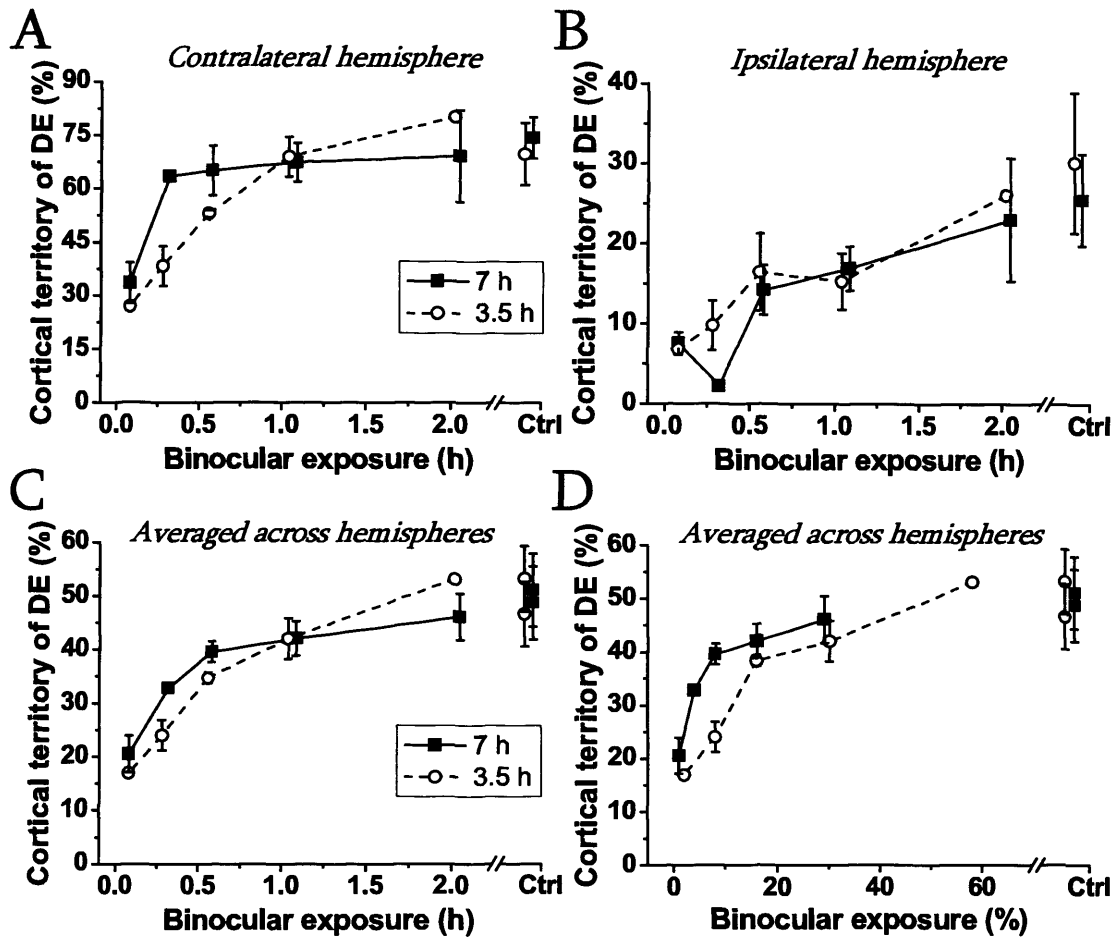 A
Contralateral hemisphere
Cortical territory of DE (%)
90
75
60
45
30
15
0
7 h
3.5 h
0.0 0.5 1.0 1.5 2.0 Ctrl
Binocular exposure (h)
B
Ipsilateral hemisphere
Cortical territory of DE (%)
40
30
20
10
0
0.0 0.5 1.0 1.5 2.0 Ctrl
Binocular exposure (h)
C
Averaged across hemispheres
Cortical territory of DE (%)
60
50
40
30
20
10
0
7 h
3.5 h
0.0 0.5 1.0 1.5 2.0 Ctrl
Binocular exposure (h)
D
Averaged across hemispheres
Cortical territory of DE (%)
60
50
40
30
20
10
0
0 20 40 60 Ctrl
Binocular exposure (%)